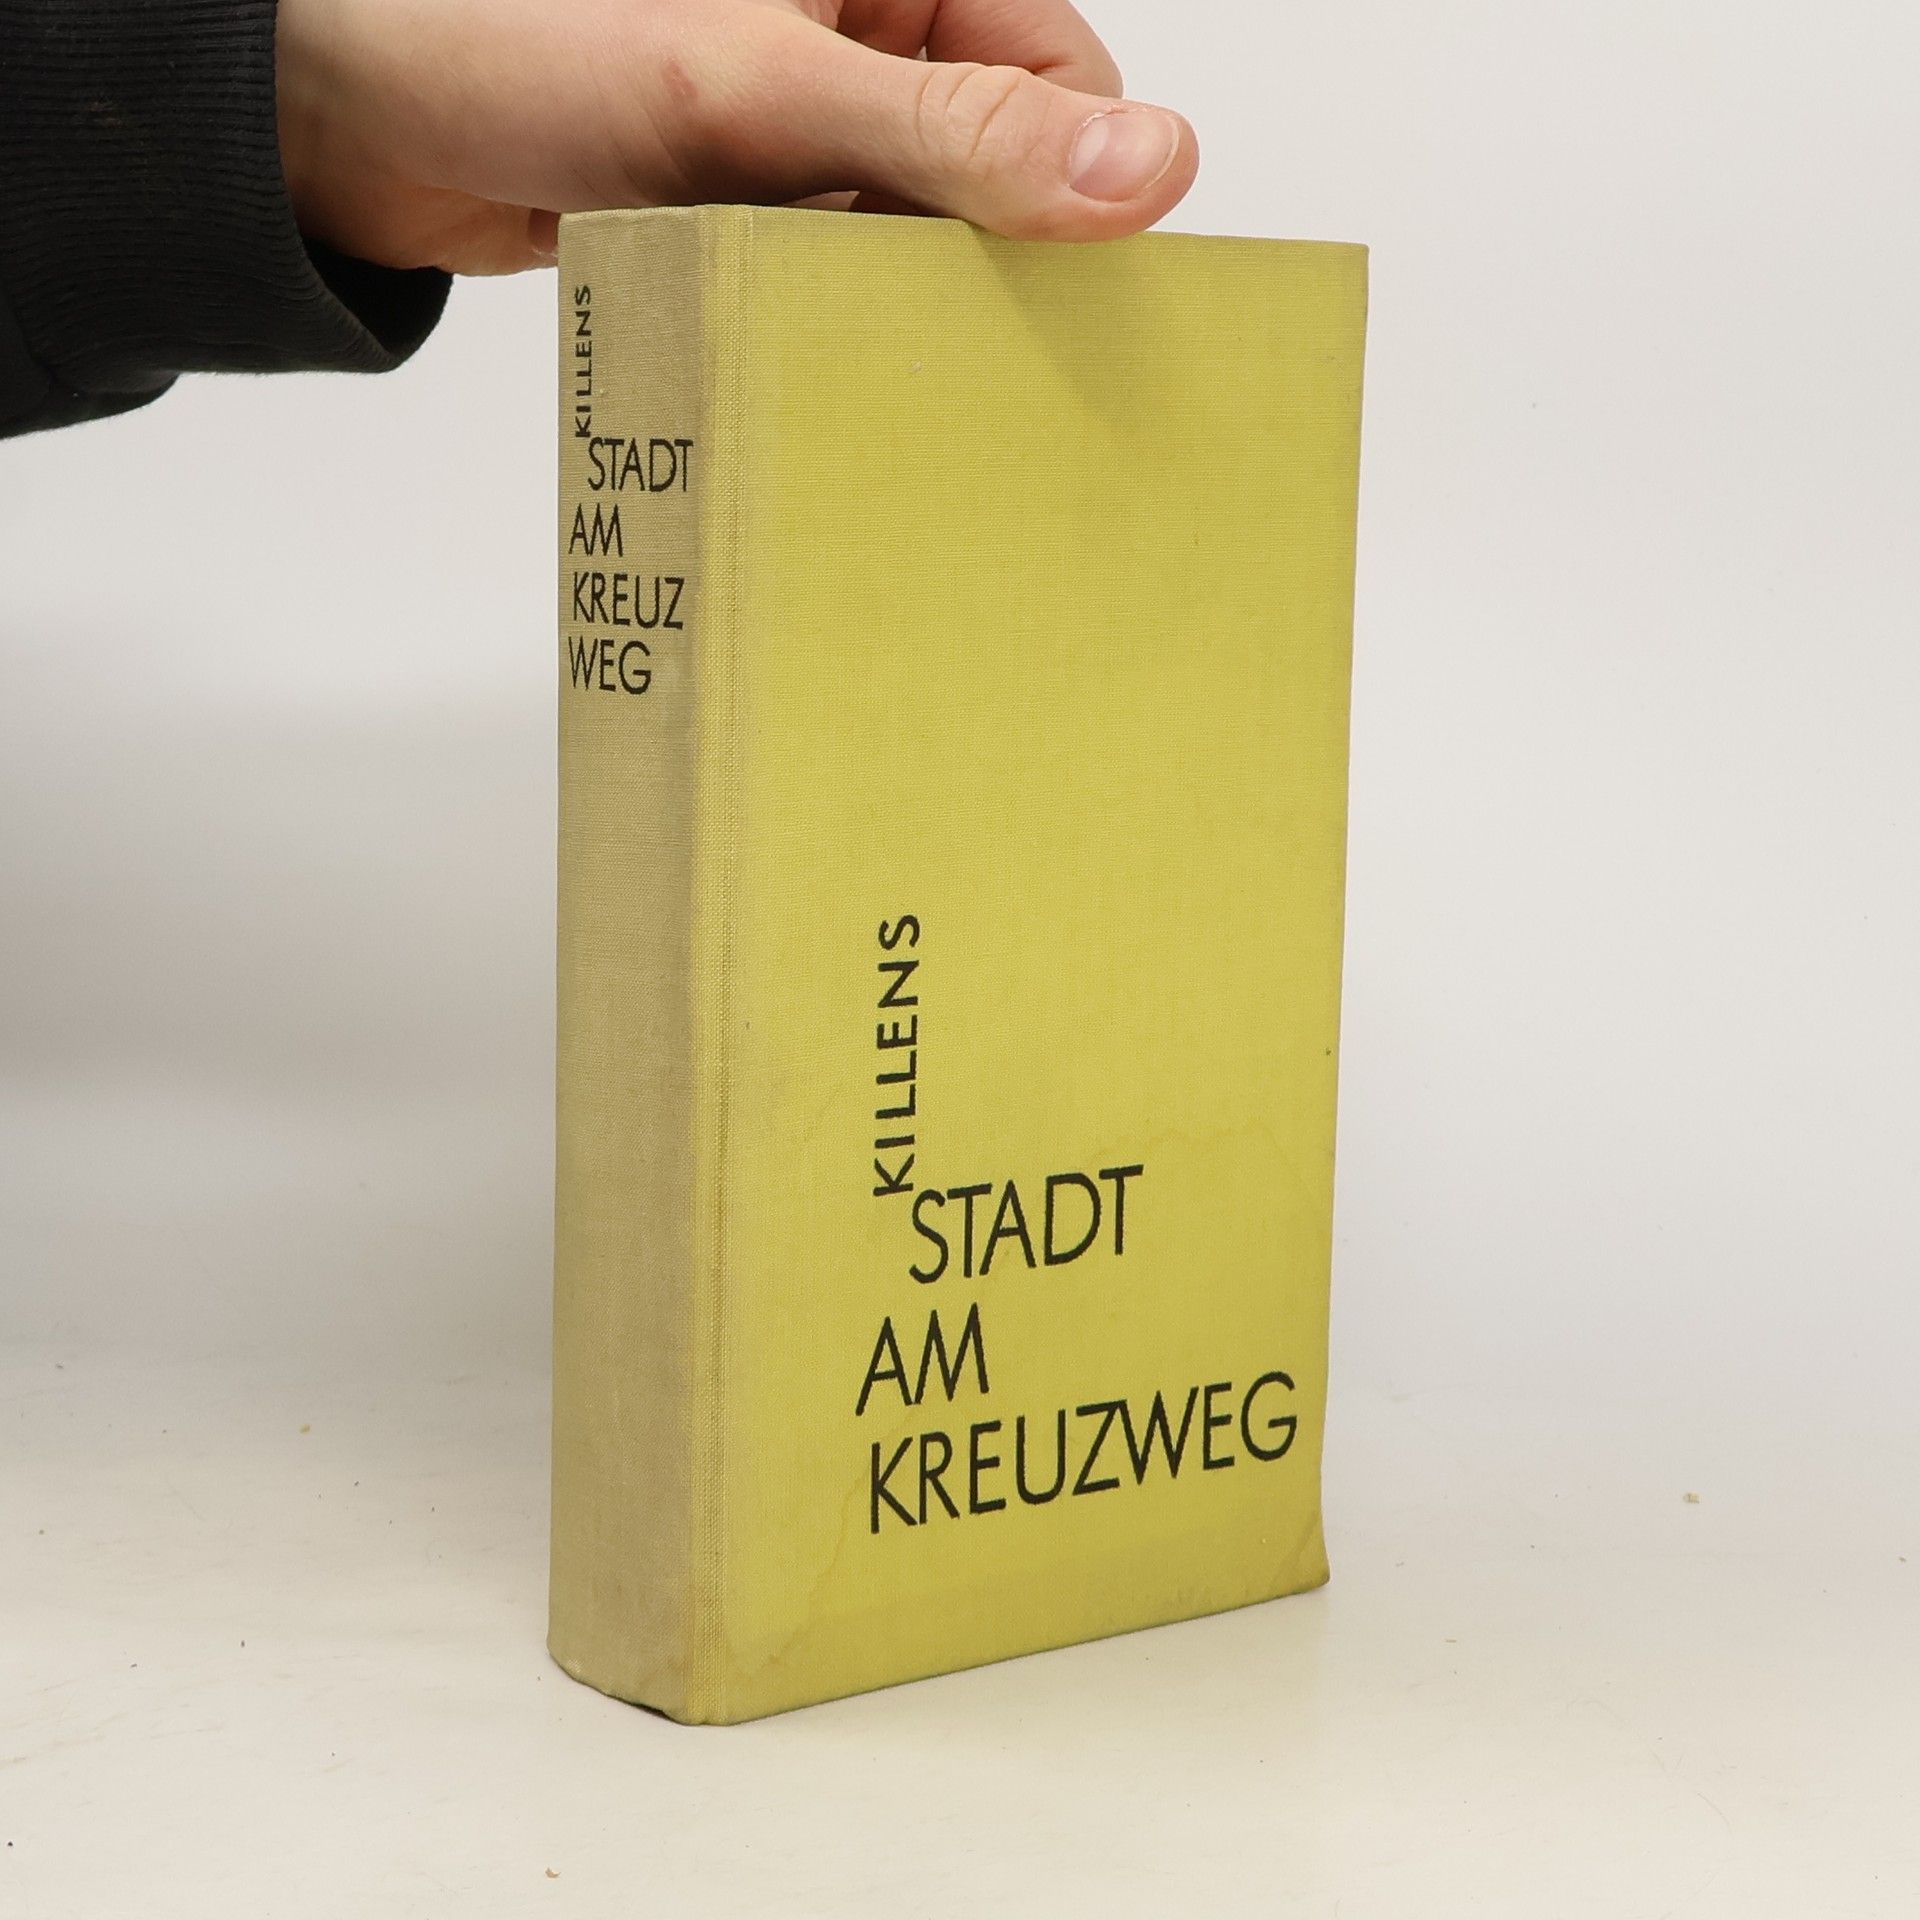 KILLENS
STADT
AM
KREUZ
WEG
KILLENS
STADT
AM
KREUZWEG